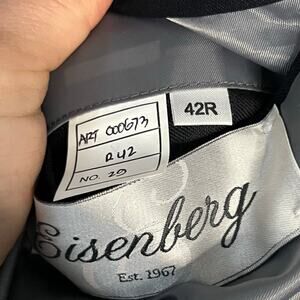 ART 000673
R42
NO. 29
42R
Eisenberg
Est. 1967